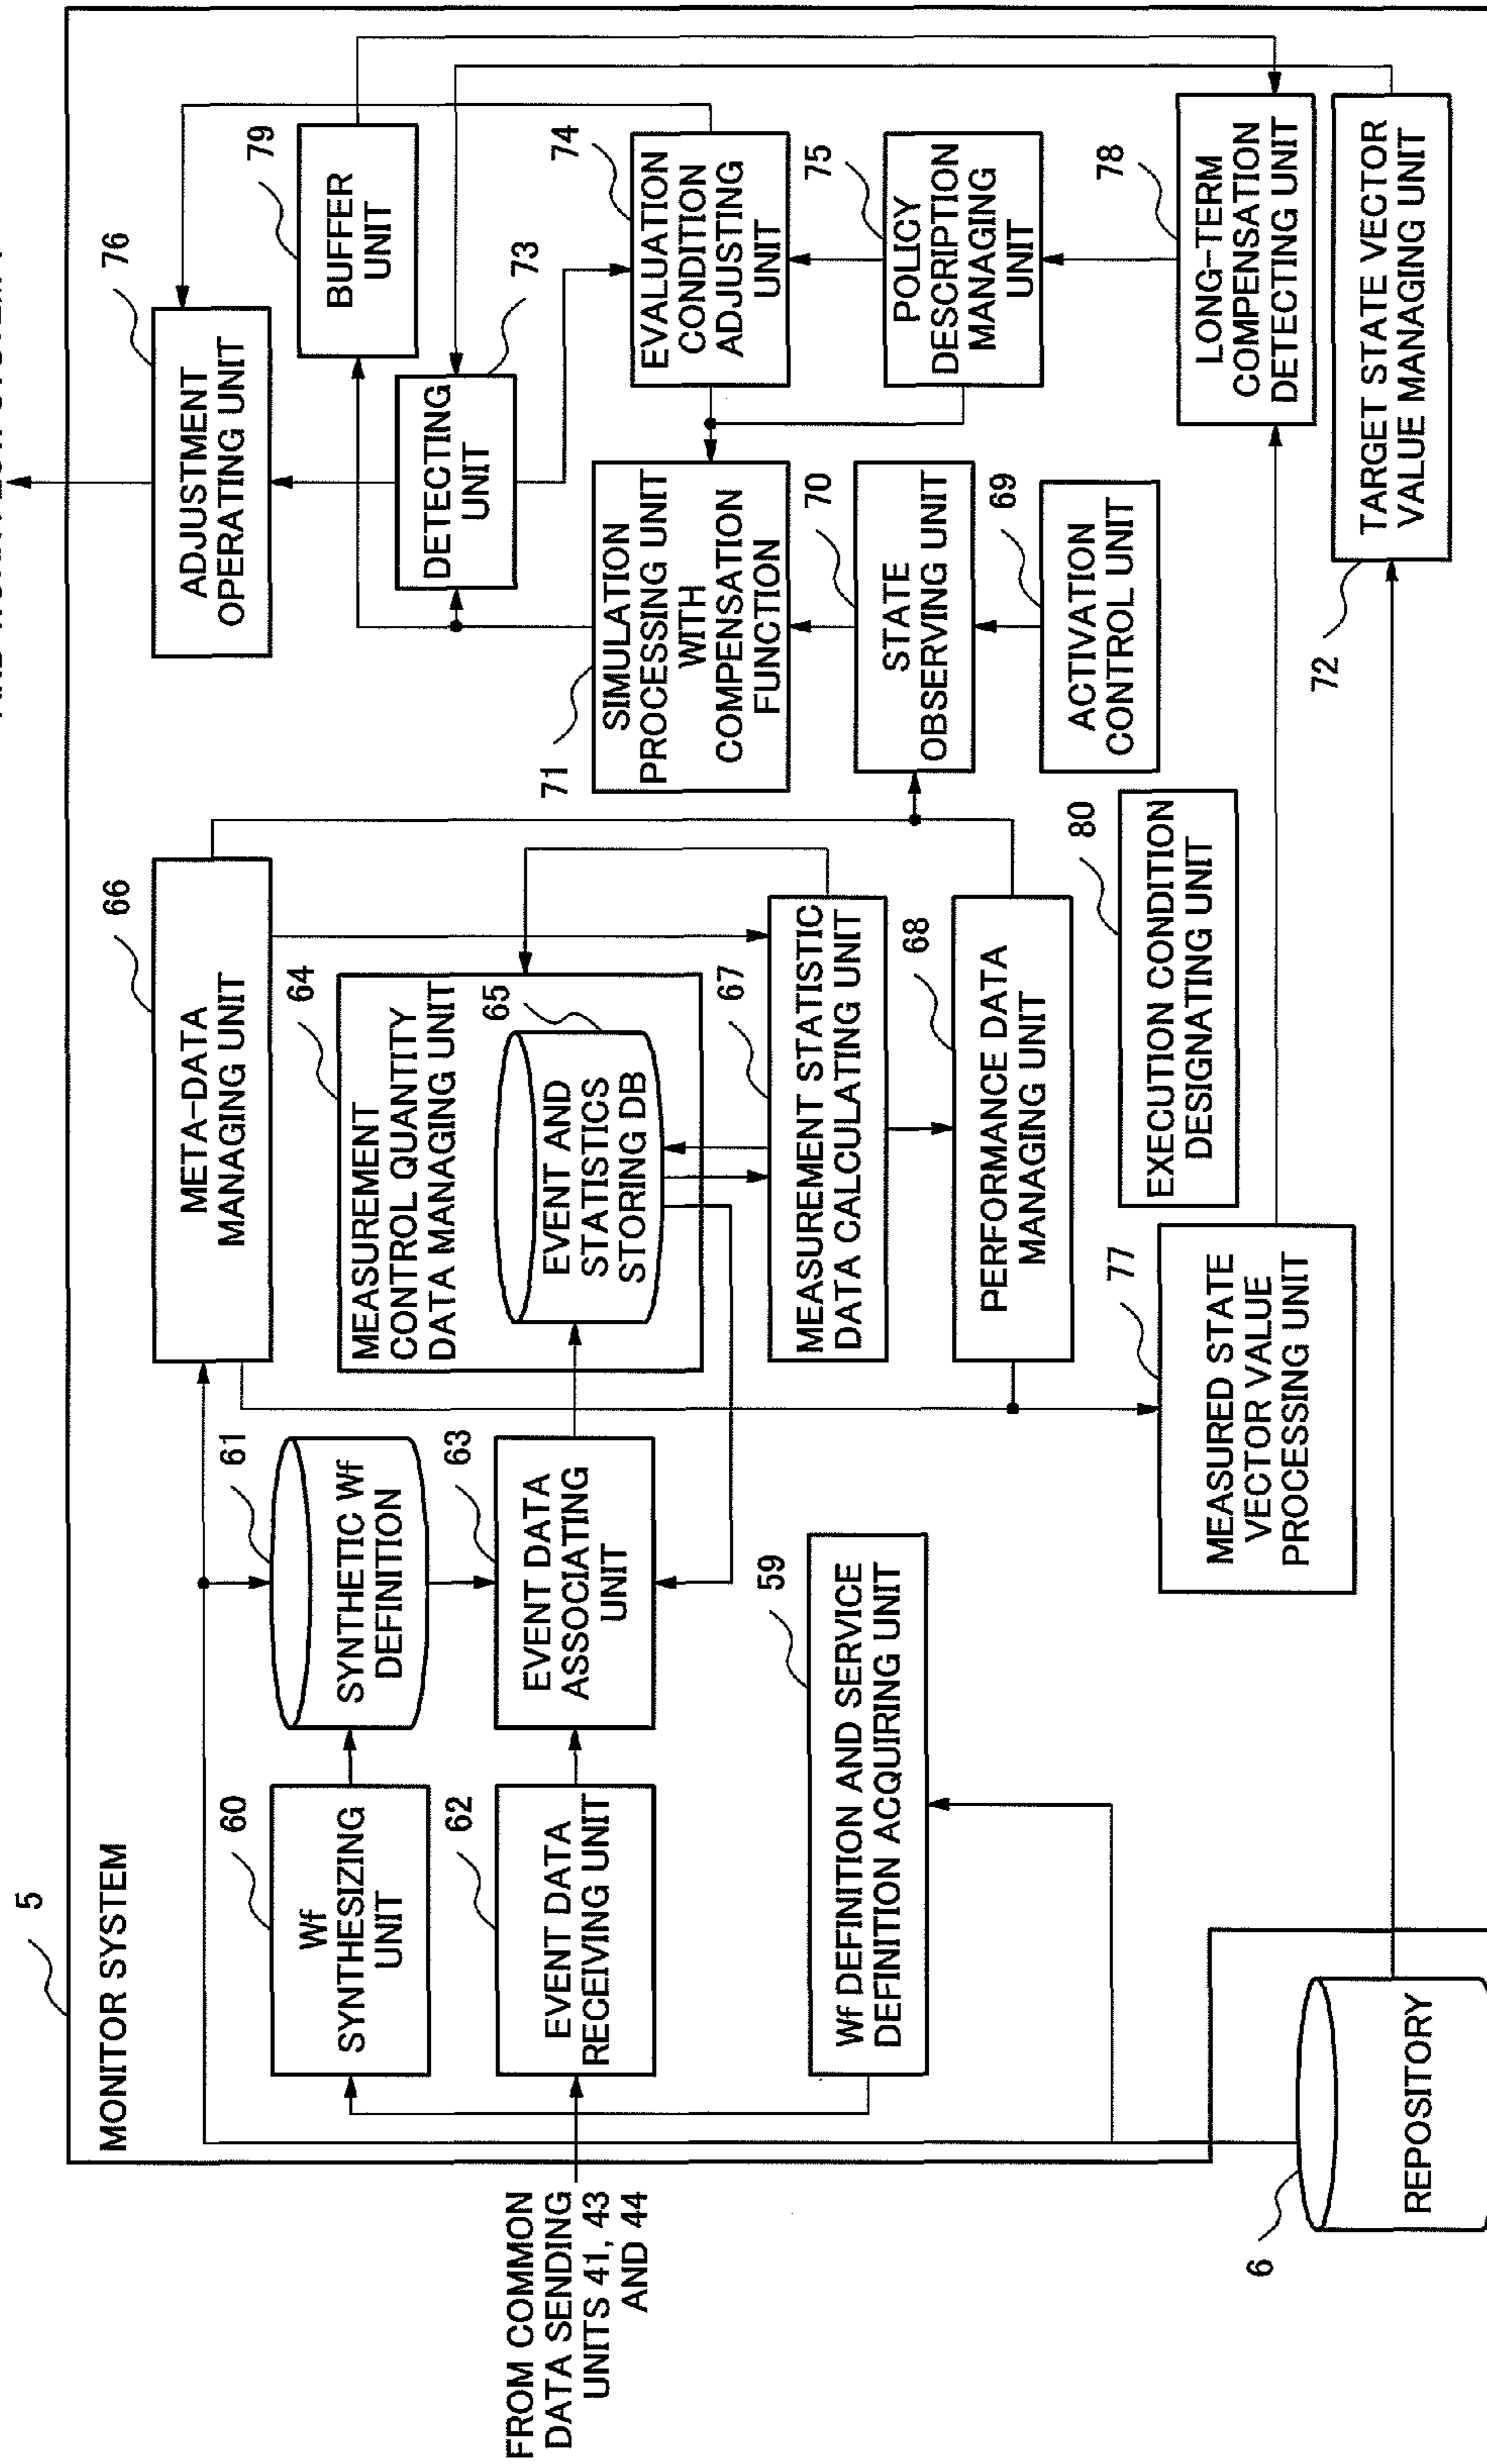 5
MONITOR SYSTEM
FROM COMMON
DATA SENDING
UNITS 41, 43
AND 44
6
REPOSITORY
60
Wf
SYNTHESIZING
UNIT
61
SYNTHETIC Wf
DEFINITION
62
EVENT DATA
RECEIVING UNIT
63
EVENT DATA
ASSOCIATING
UNIT
59
Wf DEFINITION AND SERVICE
DEFINITION ACQUIRING UNIT
66
META-DATA
MANAGING UNIT
64
MEASUREMENT
CONTROL QUANTITY
DATA MANAGING UNIT
65
EVENT AND
STATISTICS
STORING DB
67
MEASUREMENT STATISTIC
DATA CALCULATING UNIT
68
PERFORMANCE DATA
MANAGING UNIT
77
MEASURED STATE
VECTOR VALUE
PROCESSING UNIT
80
EXECUTION CONDITION
DESIGNATING UNIT
76
ADJUSTMENT
OPERATING UNIT
79
BUFFER
UNIT
73
DETECTING
UNIT
71
SIMULATION
PROCESSING UNIT
WITH
COMPENSATION
FUNCTION
74
EVALUATION
CONDITION
ADJUSTING
UNIT
70
STATE
OBSERVING UNIT
75
POLICY
DESCRIPTION
MANAGING
UNIT
69
ACTIVATION
CONTROL UNIT
78
LONG-TERM
COMPENSATION
DETECTING UNIT
72
TARGET STATE VECTOR
VALUE MANAGING UNIT